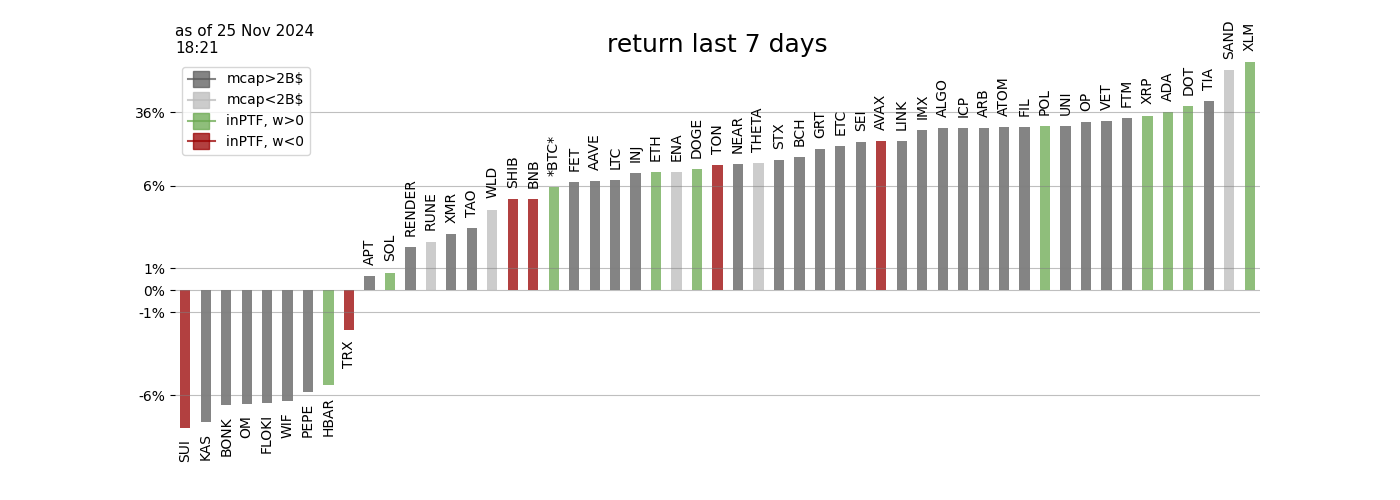 as of 25 Nov 2024
18:21
return last 7 days
mcap>2B$
mcap<2B$
inPTF, w>0
inPTF, w<0
36%
6%
1%
0%
-1%
-6%
SUI
KAS
BONK
OM
FLOKI
WIF
PEPE
HBAR
TRX
APT
SOL
RENDER
RUNE
XMR
TAO
WLD
SHIB
BNB
*BTC*
FET
AAVE
LTC
INJ
ETH
ENA
DOGE
TON
NEAR
THETA
STX
BCH
GRT
ETC
SEI
AVAX
LINK
IMX
ALGO
ICP
ARB
ATOM
FIL
POL
UNI
OP
VET
FTM
XRP
ADA
DOT
TIA
SAND
XLM